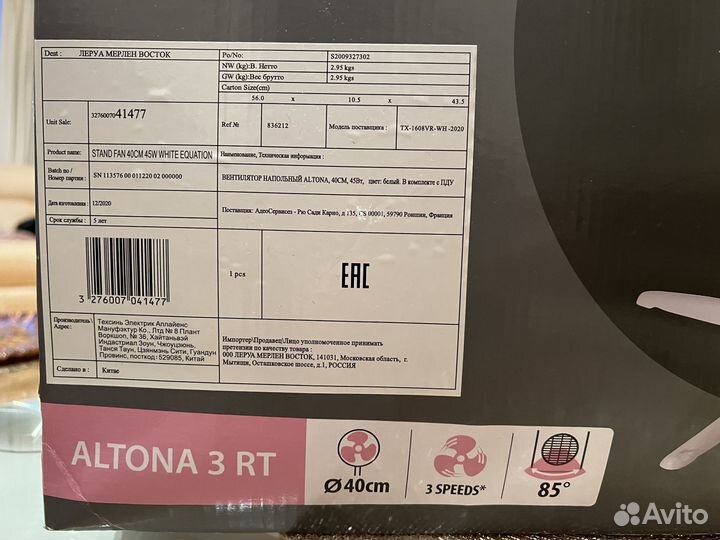 Dest : ЛЕРУА МЕРЛЕН ВОСТОК
Po/No: S2009327302
NW (kg):В. Нетто 2.95 kgs
GW (kg):Вес брутто 2.95 kgs
Carton Size(cm)
56.0 x 10.5 x 43.5
Unit Sale: 3276007041477
Ref № 836212
Модель поставщика : TX-1608VR-WH -2020
Product name: STAND FAN 40CM 45W WHITE EQUATION
Наименование, Техническая информация :
Batch no / Номер партии : SN 113576 00 011220 02 000000
ВЕНТИЛЯТОР НАПОЛЬНЫЙ ALTONA, 40СМ, 45Вт, цвет: белый. В комплекте с ПДУ
Дата изготовления : 12/2020
Срок службы : 5 лет
Поставщик: АдеоСервисез - Рю Сади Карно, д 135, CS 00001, 59790 Роншин, Франция
3 276007 041477
1 pcs
EAC
Производитель\
Адрес:
Техсинь Электрик Аплайенс
Мануфэктур Ко., Лтд № 8 Плант
Воркшоп, № 36, Хайтаньвэй
Индастриал Зоун, Чжоуцзюнь,
Танся Таун, Цзянмэнь Сити, Гуандун
Провинс, посткод: 529085, Китай
Импортер\Продавец\Лицо уполномоченное принимать
претензии по качеству товара :
ООО ЛЕРУА МЕРЛЕН ВОСТОК, 141031, Московская область, г.
Мытищи, Осташковское шоссе, д.1, РОССИЯ
Сделано в : Китае
ALTONA 3 RT
Ø40cm
3 SPEEDS*
85°
Avito